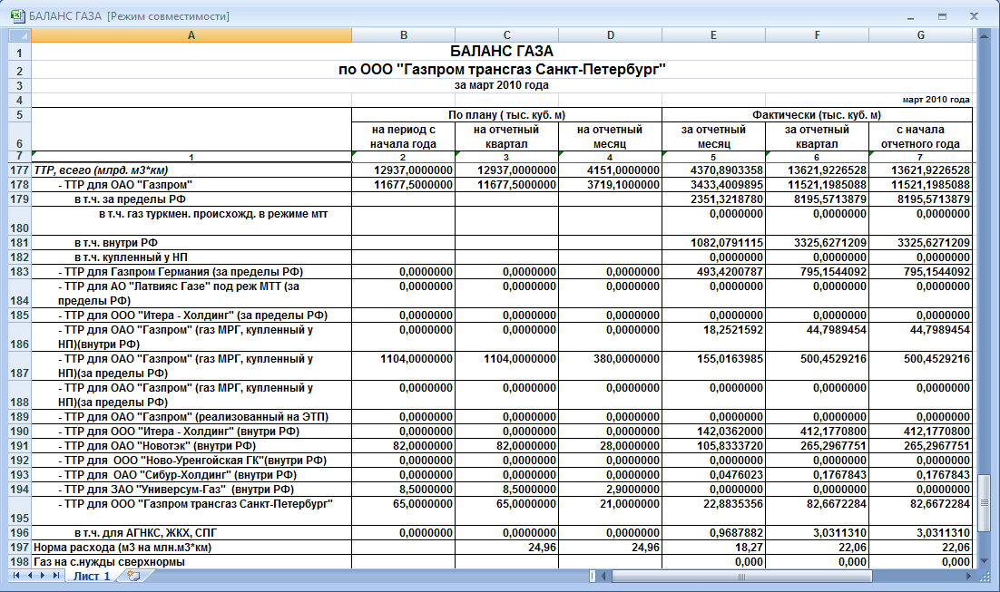 БАЛАНС ГАЗА [Режим совместимости]
A B C D E F G
1 БАЛАНС ГАЗА
2 по ООО "Газпром трансгаз Санкт-Петербург"
3 за март 2010 года
4 март 2010 года
5 По плану ( тыс. куб. м) Фактически (тыс. куб. м)
на период с на отчетный на отчетный за отчетный за отчетный с начала
6 начала года квартал месяц месяц квартал отчетного года
7 1 2 3 4 5 6 7
177 ТТР, всего (млрд. м3*км) 12937,0000000 12937,0000000 4151,0000000 4370,8903358 13621,9226528 13621,9226528
178 - ТТР для ОАО "Газпром" 11677,5000000 11677,5000000 3719,1000000 3433,4009895 11521,1985088 11521,1985088
179 в т.ч. за пределы РФ 2351,3218780 8195,5713879 8195,5713879
в т.ч. газ туркмен. происхожд. в режиме мтт 0,0000000 0,0000000 0,0000000
180
181 в т.ч. внутри РФ 1082,0791115 3325,6271209 3325,6271209
182 в т.ч. купленный у НП 0,0000000 0,0000000 0,0000000
183 - ТТР для Газпром Германия (за пределы РФ) 0,0000000 0,0000000 0,0000000 493,4200787 795,1544092 795,1544092
- ТТР для АО "Латвияс Газе" под реж МТТ (за 0,0000000 0,0000000 0,0000000 0,0000000 0,0000000 0,0000000
184 пределы РФ)
185 - ТТР для ООО "Итера - Холдинг" (за пределы РФ) 0,0000000 0,0000000 0,0000000 0,0000000 0,0000000 0,0000000
- ТТР для ОАО "Газпром" (газ МРГ, купленный у 0,0000000 0,0000000 0,0000000 18,2521592 44,7989454 44,7989454
186 НП)(внутри РФ)
- ТТР для ОАО "Газпром" (газ МРГ, купленный у 1104,0000000 1104,0000000 380,0000000 155,0163985 500,4529216 500,4529216
187 НП)(за пределы РФ)
- ТТР для ОАО "Газпром" (газ МРГ, купленный у 0,0000000 0,0000000 0,0000000 0,0000000 0,0000000 0,0000000
188 НП)(за пределы РФ)
189 - ТТР для ОАО "Газпром" (реализованный на ЭТП) 0,0000000 0,0000000 0,0000000 0,0000000 0,0000000 0,0000000
190 - ТТР для ООО "Итера - Холдинг" (внутри РФ) 0,0000000 0,0000000 0,0000000 142,0362000 412,1770800 412,1770800
191 - ТТР для ОАО "Новотэк" (внутри РФ) 82,0000000 82,0000000 28,0000000 105,8333720 265,2967751 265,2967751
192 - ТТР для ООО "Ново-Уренгойская ГК"(внутри РФ) 0,0000000 0,0000000 0,0000000 0,0000000 0,0000000 0,0000000
193 - ТТР для ОАО "Сибур-Холдинг" (внутри РФ) 0,0000000 0,0000000 0,0000000 0,0476023 0,1767843 0,1767843
194 - ТТР для ЗАО "Универсум-Газ" (внутри РФ) 8,5000000 8,5000000 2,9000000 0,0000000 0,0000000 0,0000000
- ТТР для ООО "Газпром трансгаз Санкт-Петербург" 65,0000000 65,0000000 21,0000000 22,8835356 82,6672284 82,6672284
195
196 в т.ч. для АГНКС, ЖКХ, СПГ 0,0000000 0,0000000 0,0000000 0,9687882 3,0311310 3,0311310
197 Норма расхода (м3 на млн.м3*км) 24,96 24,96 18,27 22,06 22,06
198 Газ на с.нужды сверхнормы 0,000 0,000 0,000
Лист 1